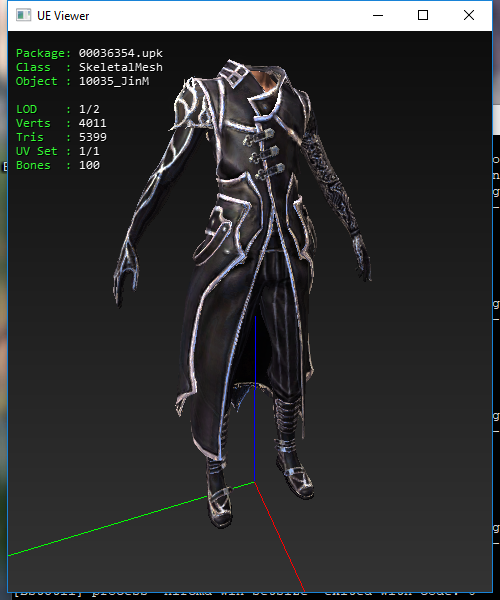 UE Viewer
Package: 00036354.upk
Class : SkeletalMesh
Object : 10035_JinM
LOD : 1/2
Verts : 4011
Tris : 5399
UV Set : 1/1
Bones : 100